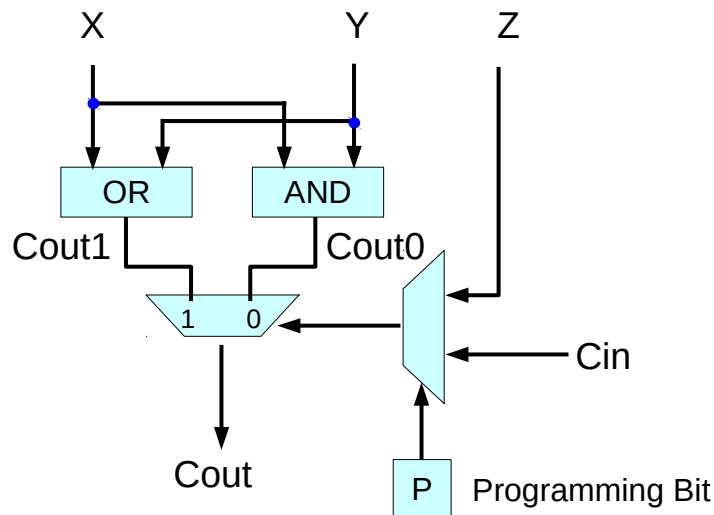 X Y Z
OR AND
Cout1 Cout0
1 0
Cin
Cout
P Programming Bit